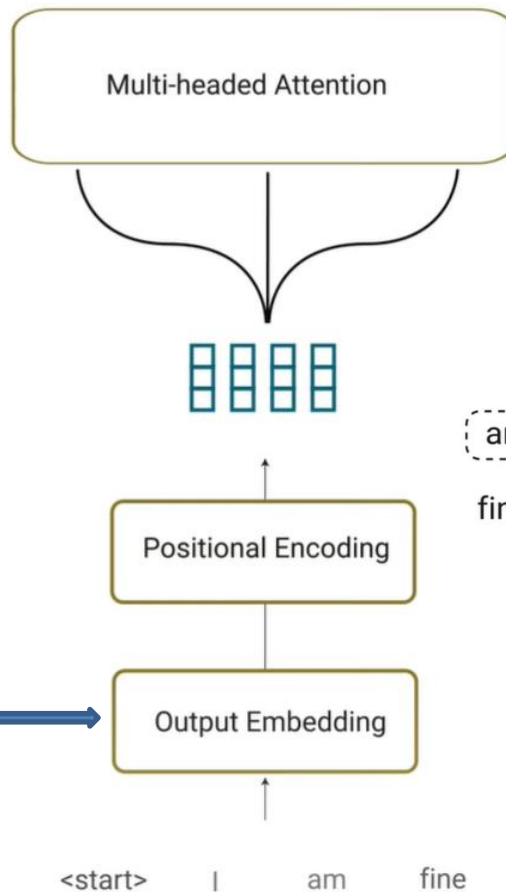 Multi-headed Attention
Positional Encoding
Output Embedding
<start> I am fine